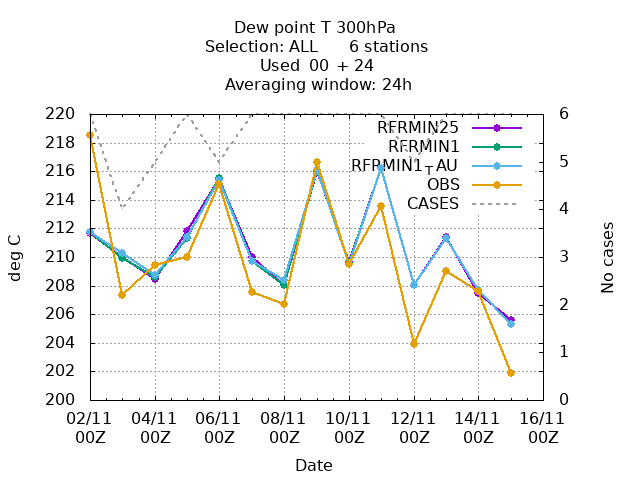 Dew point T 300hPa
Selection: ALL 6 stations
Used 00 + 24
Averaging window: 24h
RFRMIN25
RFRMIN1
RFRMIN1_TAU
OBS
CASES
deg C
220
218
216
214
212
210
208
206
204
202
200
No cases
6
5
4
3
2
1
0
02/11 04/11 06/11 08/11 10/11 12/11 14/11 16/11
00Z 00Z 00Z 00Z 00Z 00Z 00Z 00Z
Date